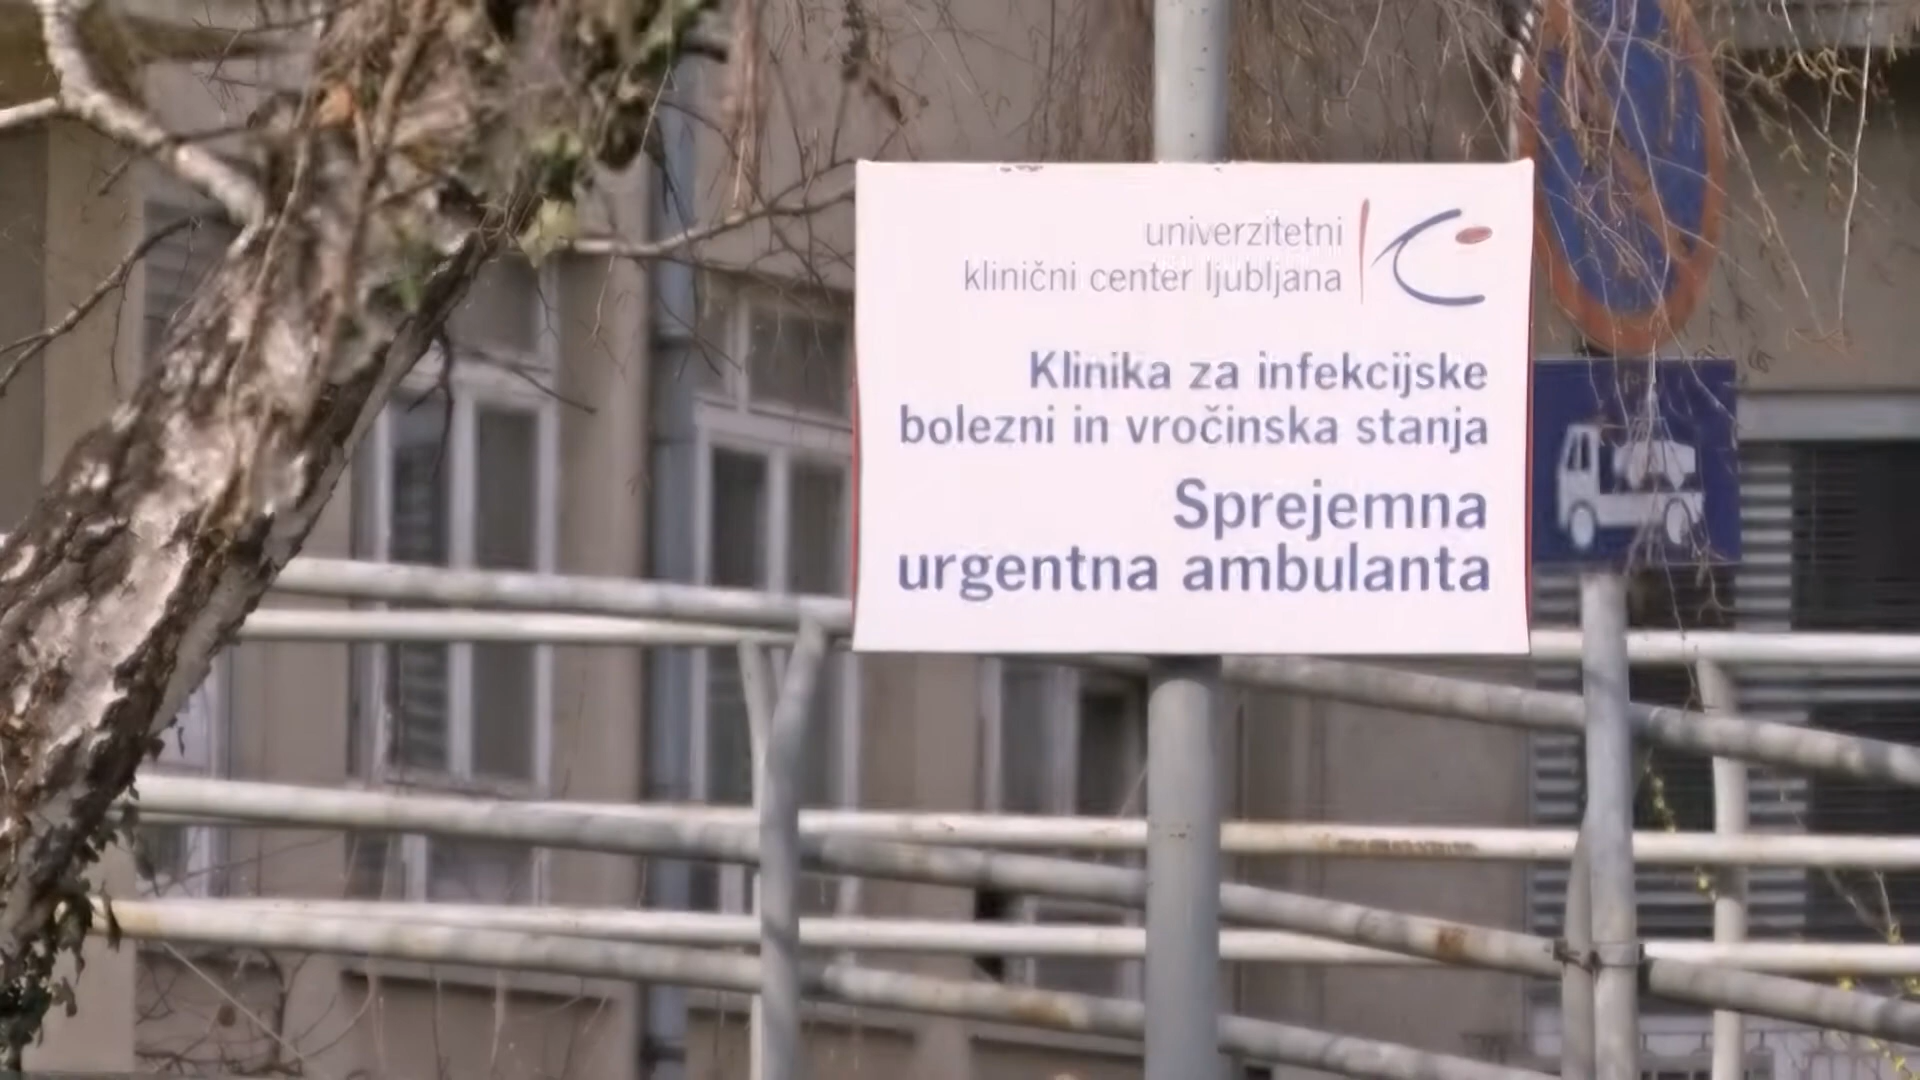 univerzitetni
klinični center ljubljana
Klinika za infekcijske
bolezni in vročinska stanja
Sprejemna
urgentna ambulanta